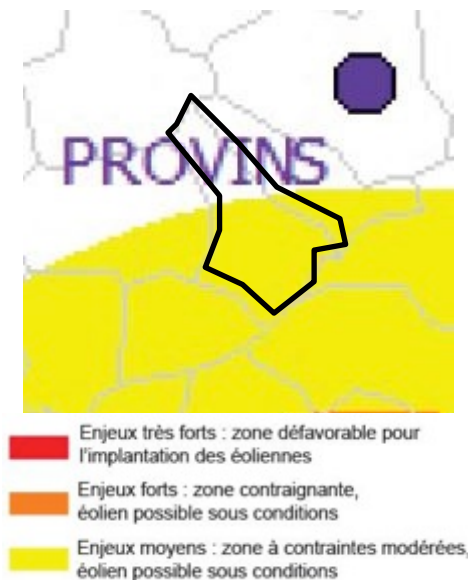 PROVINS
Enjeux très forts : zone défavorable pour
l'implantation des éoliennes
Enjeux forts : zone contraignante,
éolien possible sous conditions
Enjeux moyens : zone à contraintes modérées,
éolien possible sous conditions